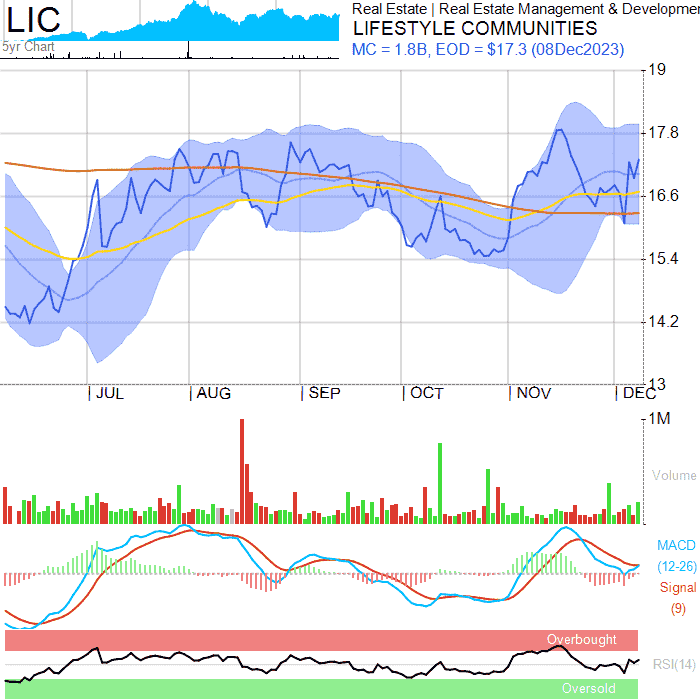 LIC
5yr Chart
Real Estate | Real Estate Management & Developmen
LIFESTYLE COMMUNITIES
MC = 1.8B, EOD = $17.3 (08Dec2023)
19
17.8
16.6
15.4
14.2
13
JUL AUG SEP OCT NOV DEC
1M
Volume
MACD
(12-26)
Signal
(9)
Overbought
RSI(14)
Oversold